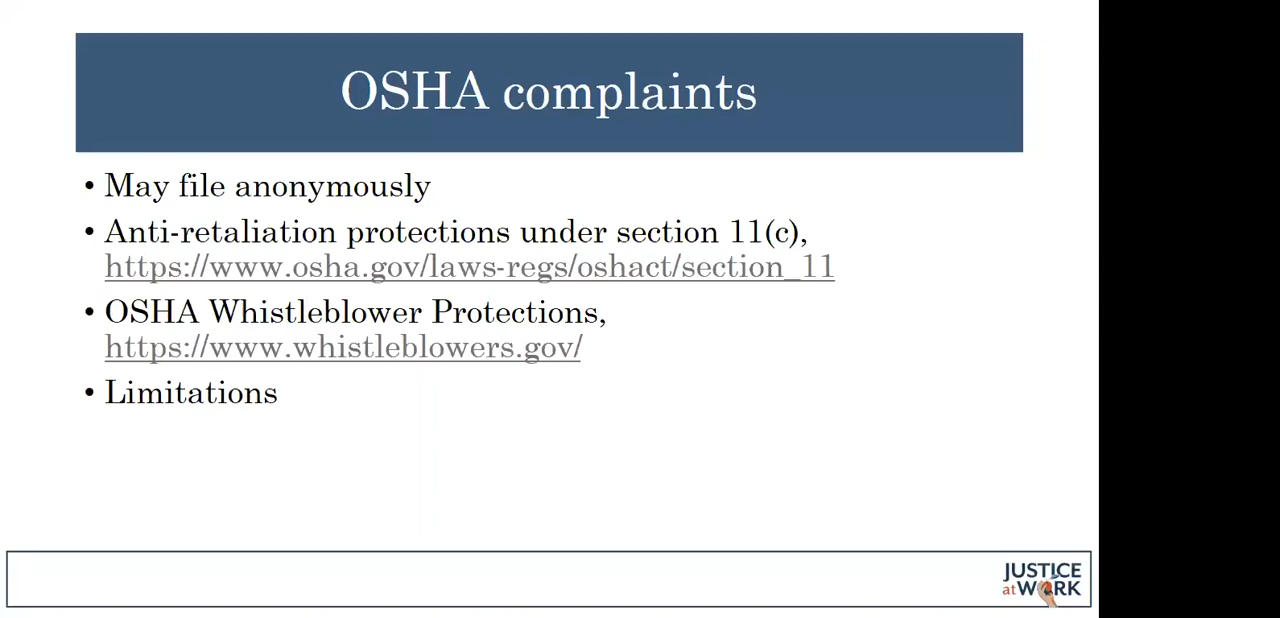 OSHA complaints
• May file anonymously
• Anti-retaliation protections under section 11(c),
https://www.osha.gov/laws-regs/oshact/section_11
• OSHA Whistleblower Protections,
https://www.whistleblowers.gov/
• Limitations
JUSTICE
at WORK